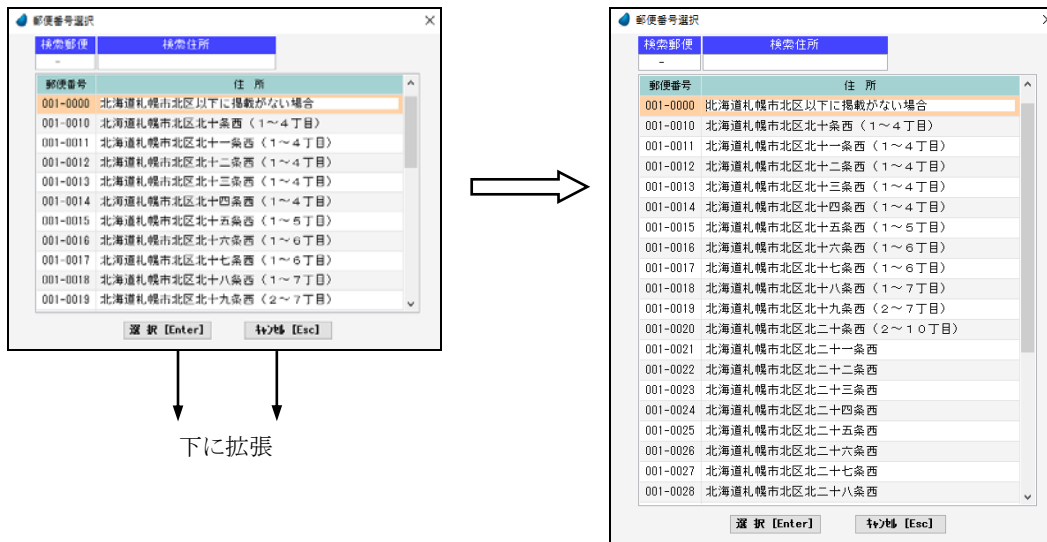 郵便番号選択
検索郵便 検索住所
-
郵便番号 住 所
001-0000 北海道札幌市北区以下に掲載がない場合
001-0010 北海道札幌市北区北十条西（1～4丁目）
001-0011 北海道札幌市北区北十一条西（1～4丁目）
001-0012 北海道札幌市北区北十二条西（1～4丁目）
001-0013 北海道札幌市北区北十三条西（1～4丁目）
001-0014 北海道札幌市北区北十四条西（1～4丁目）
001-0015 北海道札幌市北区北十五条西（1～5丁目）
001-0016 北海道札幌市北区北十六条西（1～6丁目）
001-0017 北海道札幌市北区北十七条西（1～6丁目）
001-0018 北海道札幌市北区北十八条西（1～7丁目）
001-0019 北海道札幌市北区北十九条西（2～7丁目）
選 択 [Enter] ｷｬﾝｾﾙ [Esc]
下に拡張
郵便番号選択
検索郵便 検索住所
-
郵便番号 住 所
001-0000 北海道札幌市北区以下に掲載がない場合
001-0010 北海道札幌市北区北十条西（1～4丁目）
001-0011 北海道札幌市北区北十一条西（1～4丁目）
001-0012 北海道札幌市北区北十二条西（1～4丁目）
001-0013 北海道札幌市北区北十三条西（1～4丁目）
001-0014 北海道札幌市北区北十四条西（1～4丁目）
001-0015 北海道札幌市北区北十五条西（1～5丁目）
001-0016 北海道札幌市北区北十六条西（1～6丁目）
001-0017 北海道札幌市北区北十七条西（1～6丁目）
001-0018 北海道札幌市北区北十八条西（1～7丁目）
001-0019 北海道札幌市北区北十九条西（2～7丁目）
001-0020 北海道札幌市北区北二十条西（2～10丁目）
001-0021 北海道札幌市北区北二十一条西
001-0022 北海道札幌市北区北二十二条西
001-0023 北海道札幌市北区北二十三条西
001-0024 北海道札幌市北区北二十四条西
001-0025 北海道札幌市北区北二十五条西
001-0026 北海道札幌市北区北二十六条西
001-0027 北海道札幌市北区北二十七条西
001-0028 北海道札幌市北区北二十八条西
選 択 [Enter] ｷｬﾝｾﾙ [Esc]